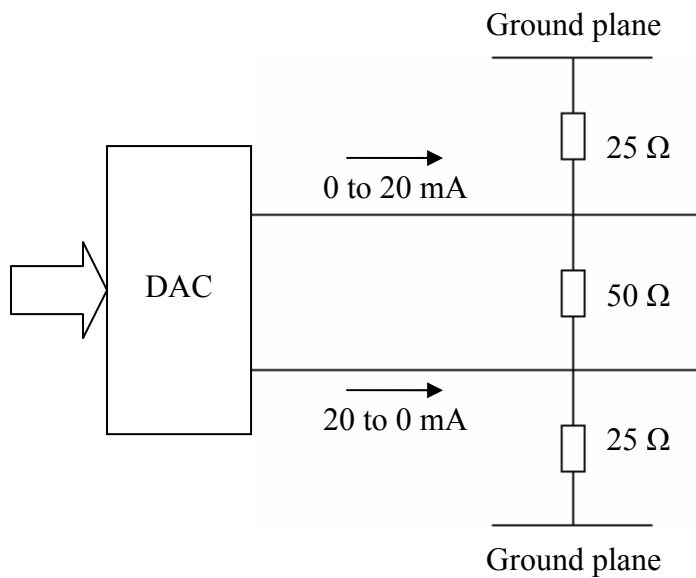 Ground plane
25 Ω
0 to 20 mA
DAC
50 Ω
20 to 0 mA
25 Ω
Ground plane